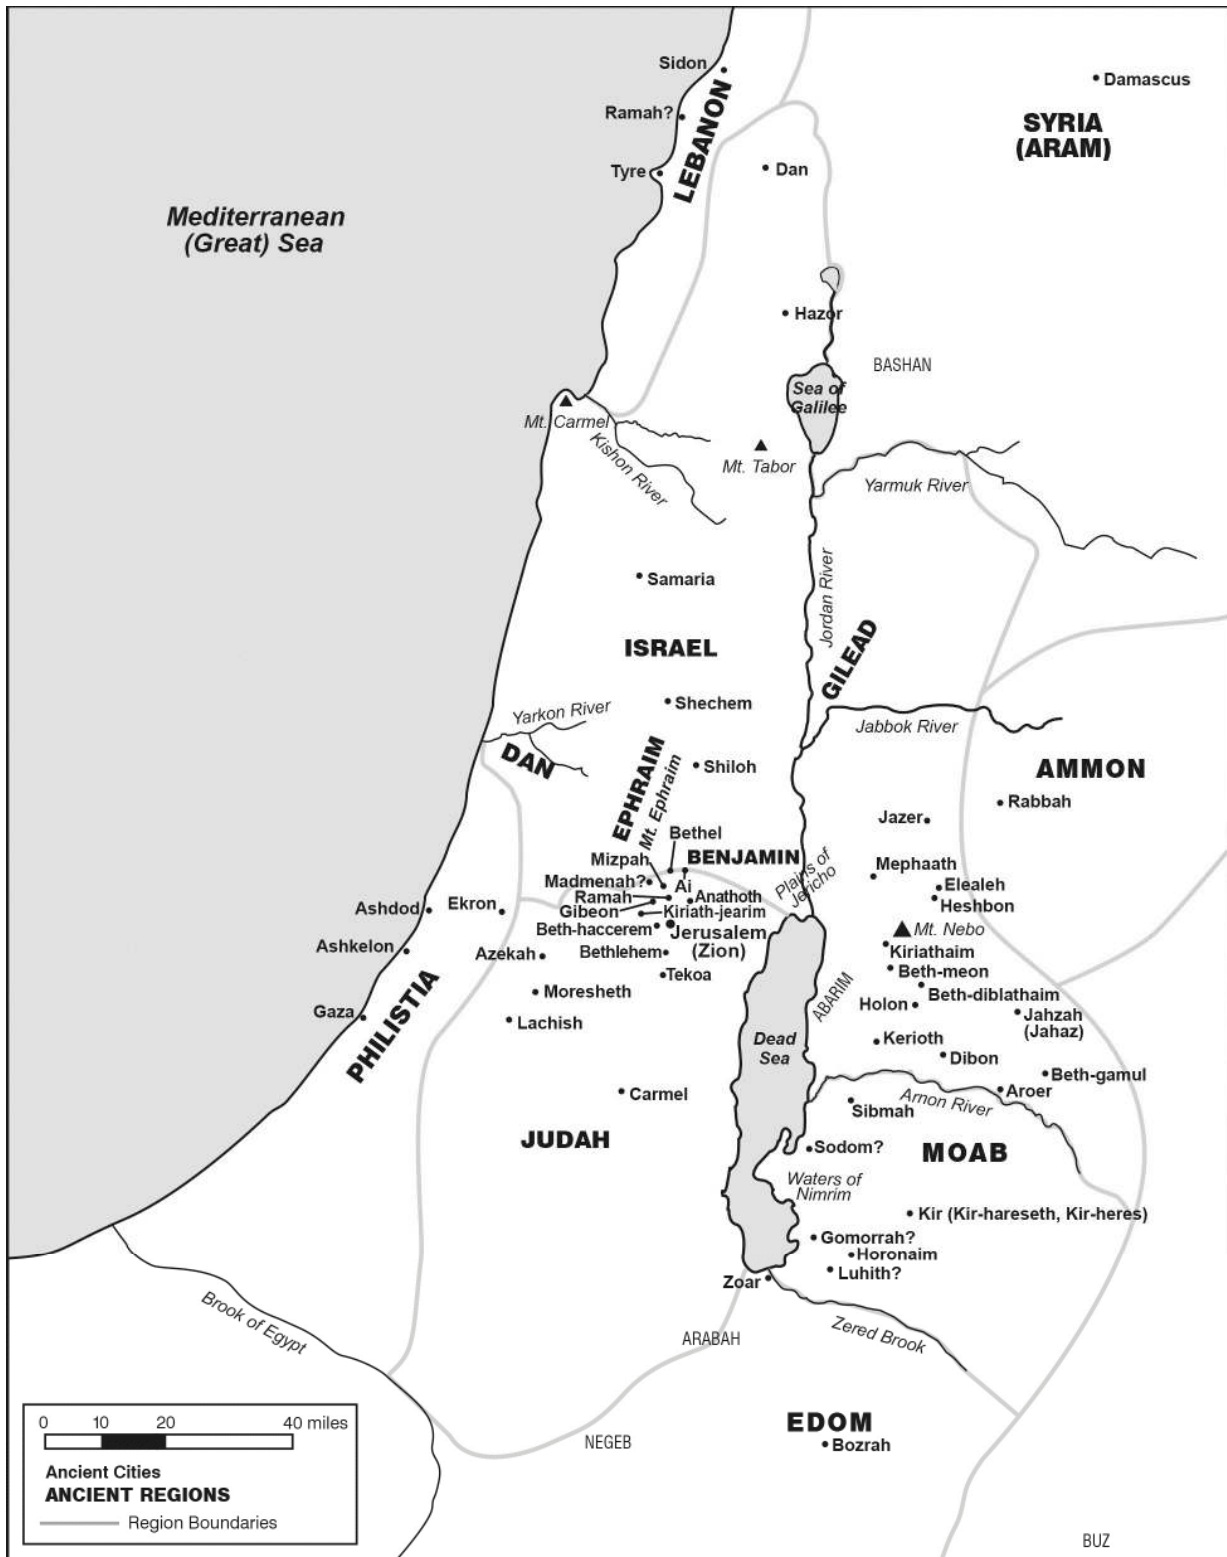 Sidon
Damascus
Ramah?
LEBANON
SYRIA
(ARAM)
Tyre
Dan
Mediterranean
(Great) Sea
Hazor
BASHAN
Sea of
Galilee
Mt. Carmel
Kishon River
Mt. Tabor
Yarmuk River
Samaria
Jordan River
ISRAEL
GILEAD
Shechem
Yarkon River
Jabbok River
DAN
EPHRAIM
Mt. Ephraim
Shiloh
AMMON
Rabbah
Jazer
Bethel
Mizpah
BENJAMIN
Plains of
Jericho
Mephaath
Madmenah?
Ai
Elealeh
Ramah
Anathoth
Heshbon
Ashdod
Ekron
Gibeon
Kiriath-jearim
Beth-haccerem
Jerusalem
(Zion)
Mt. Nebo
Ashkelon
Azekah
Bethlehem
Kiriathaim
Tekoa
Beth-meon
PHILISTIA
Moresheth
ABARIM
Beth-diblathaim
Holon
Gaza
Lachish
Jahzah
(Jahaz)
Dead
Sea
Kerioth
Dibon
Beth-gamul
Carmel
Aroer
Arnon River
Sibmah
JUDAH
Sodom?
MOAB
Waters of
Nimrim
Kir (Kir-hareseth, Kir-heres)
Gomorrah?
Horonaim
Luhith?
Zoar
Brook of Egypt
ARABAH
Zered Brook
EDOM
Bozrah
NEGEB
BUZ
0 10 20 40 miles
Ancient Cities
ANCIENT REGIONS
Region Boundaries